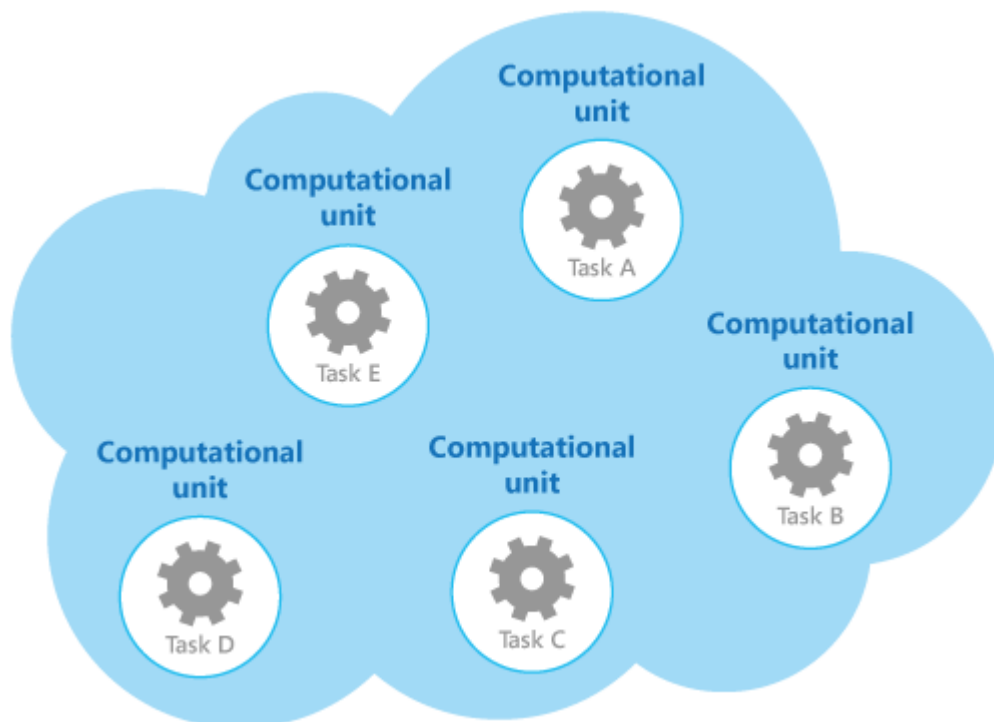 Computational
unit
Task A
Computational
unit
Task E
Computational
unit
Task B
Computational
unit
Task D
Computational
unit
Task C